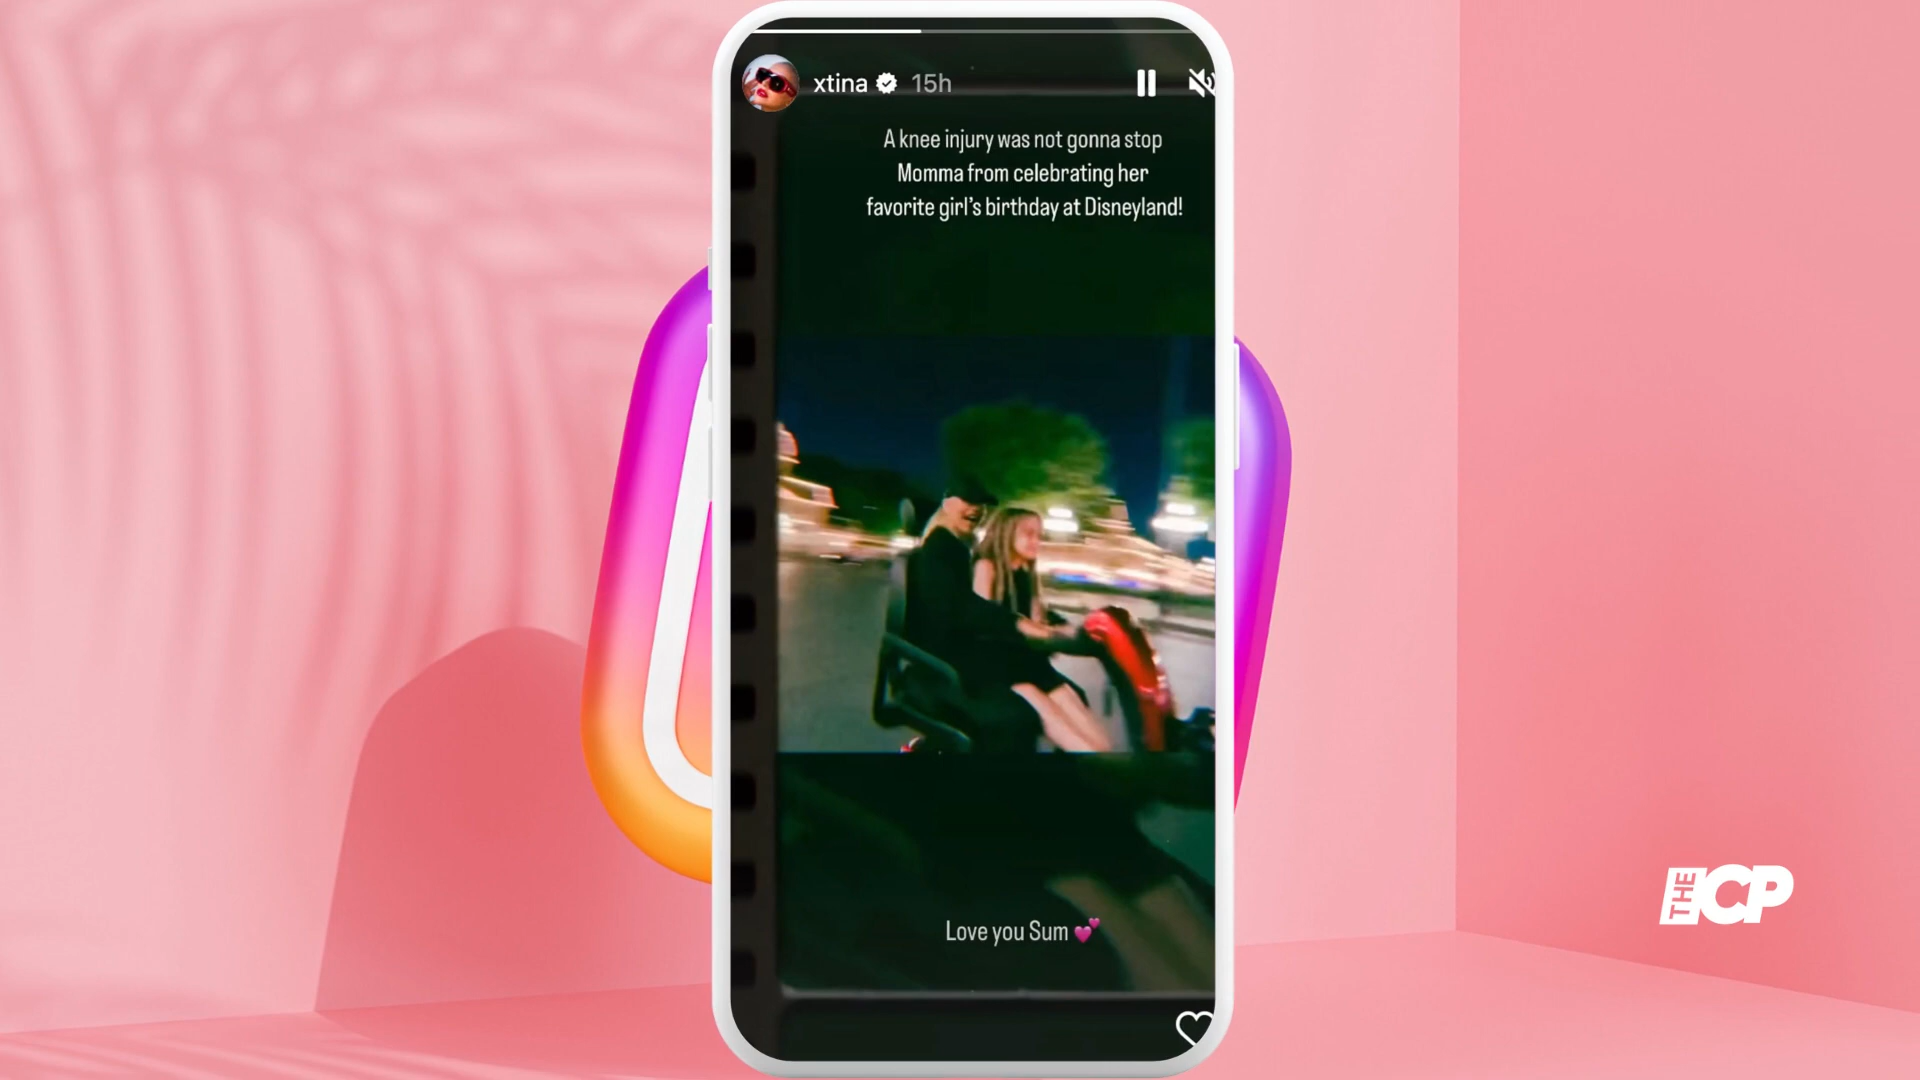 xtina 15h
A knee injury was not gonna stop
Momma from celebrating her
favorite girl's birthday at Disneyland!
Love you Sum 💕
THE CP